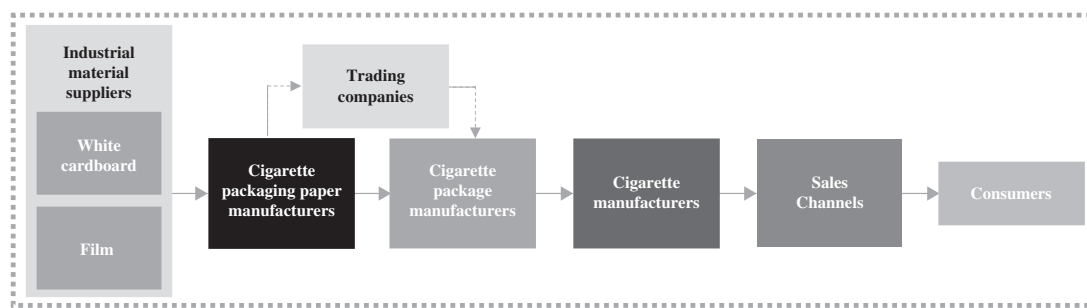 Industrial
material
suppliers
White
cardboard
Film
Trading
companies
Cigarette
packaging paper
manufacturers
Cigarette
package
manufacturers
Cigarette
manufacturers
Sales
Channels
Consumers